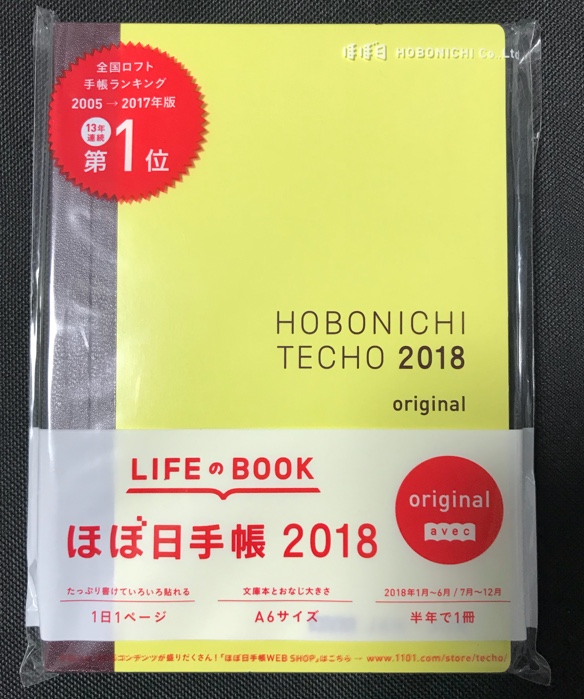 ほぼ日 HOBONICHI Co.,Ltd
全国ロフト
手帳ランキング
2005→2017年版
13年
連続
第1位
HOBONICHI
TECHO 2018
original
LIFEのBOOK
ほぼ日手帳 2018
original
avec
たっぷり書けていろいろ貼れる
1日1ページ
文庫本とおなじ大きさ
A6サイズ
2018年1月〜6月 / 7月〜12月
半年で1冊
コンテンツが盛りだくさん!「ほぼ日手帳WEB SHOP」はこちら → www.1101.com/store/techo/